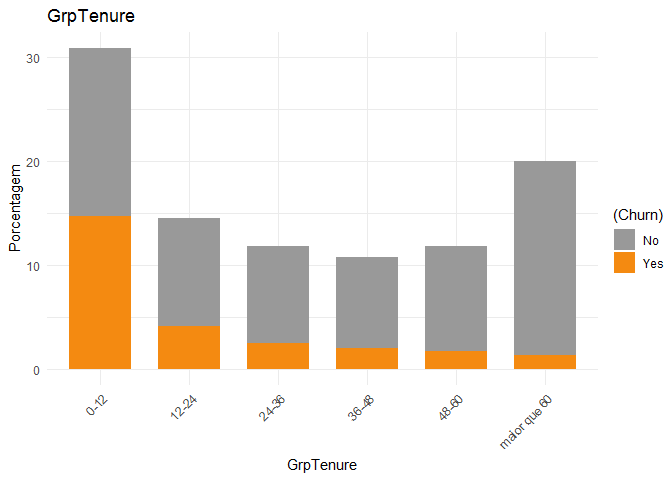 GrpTenure
Porcentagem
30
20
10
0
0-12
12-24
24-36
36-48
48-60
maior que 60
GrpTenure
(Churn)
No
Yes